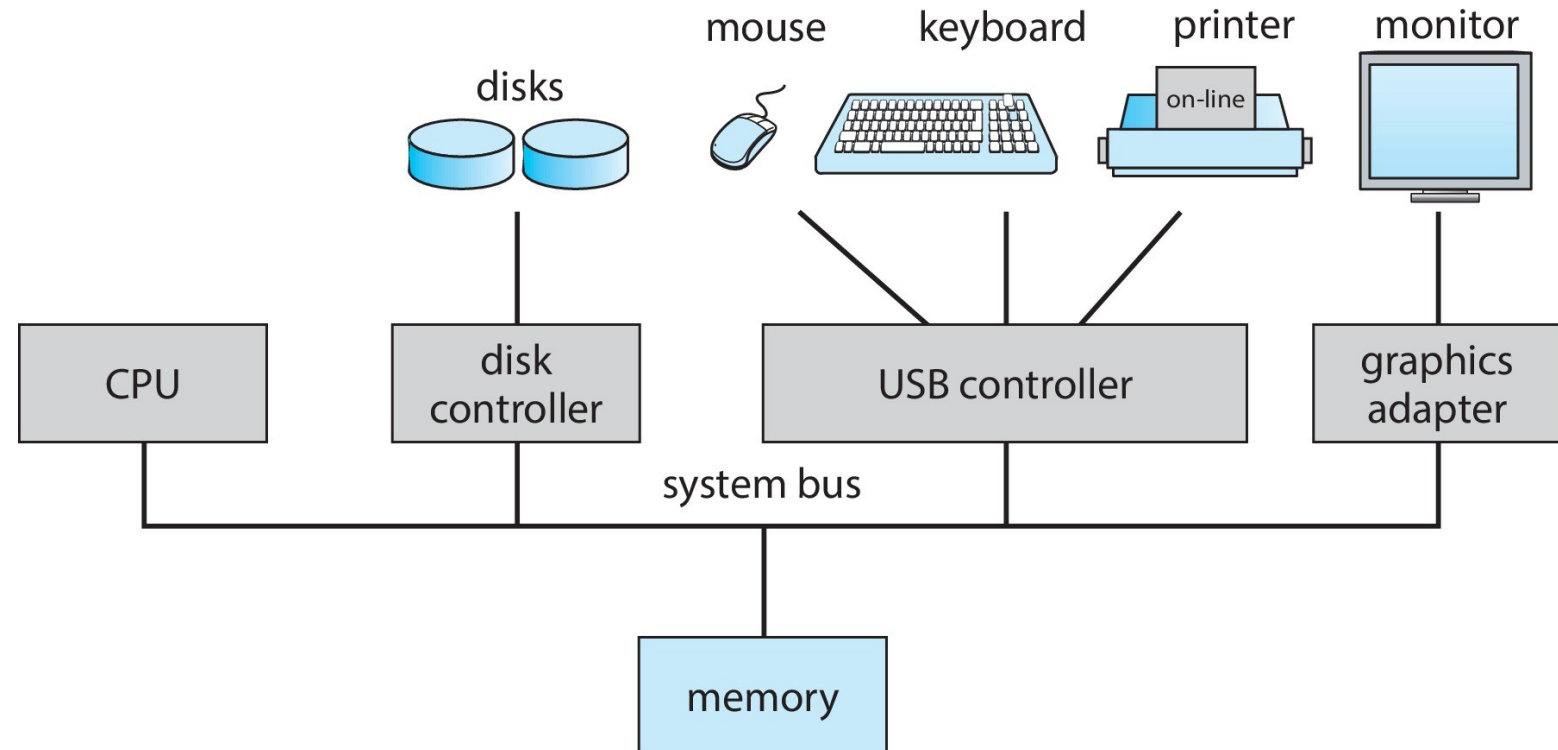 mouse
keyboard
printer
monitor
disks
on-line
CPU
disk
controller
USB controller
graphics
adapter
system bus
memory